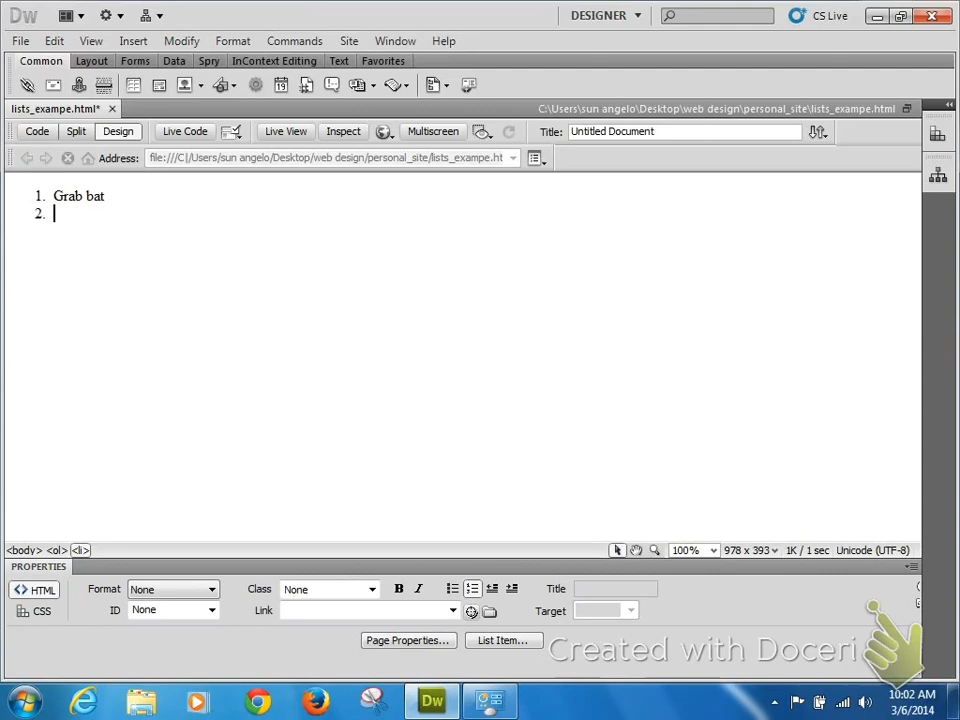 Dw DESIGNER CS Live
File Edit View Insert Modify Format Commands Site Window Help
Common Layout Forms Data Spry InContext Editing Text Favorites
19
lists_exampe.html* C:\Users\sun angelo\Desktop\web design\personal_site\lists_exampe.html
Code Split Design Live Code Live View Inspect Multiscreen Title: Untitled Document
Address: file:///C|/Users/sun angelo/Desktop/web design/personal_site/lists_exampe.ht
1. Grab bat
2.
<body> <ol> <li> 100% 978 x 393 1K / 1 sec Unicode (UTF-8)
PROPERTIES
<> HTML Format None Class None B I Title
CSS ID None Link Target
Page Properties... List Item...
Created with Doceri
Dw 10:02 AM
3/6/2014